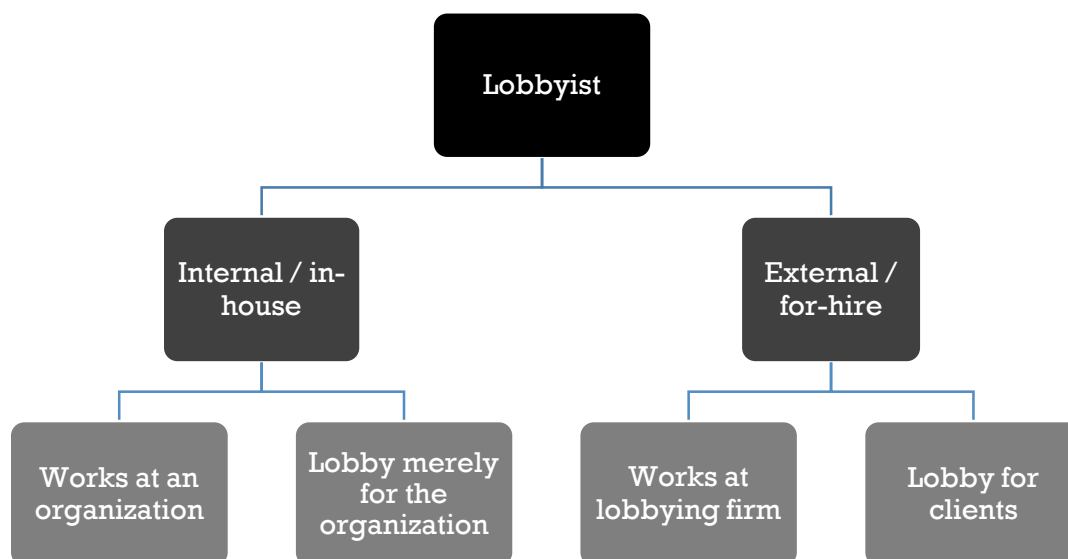 Lobbyist
Internal / in-
house
External /
for-hire
Works at an
organization
Lobby merely
for the
organization
Works at
lobbying firm
Lobby for
clients